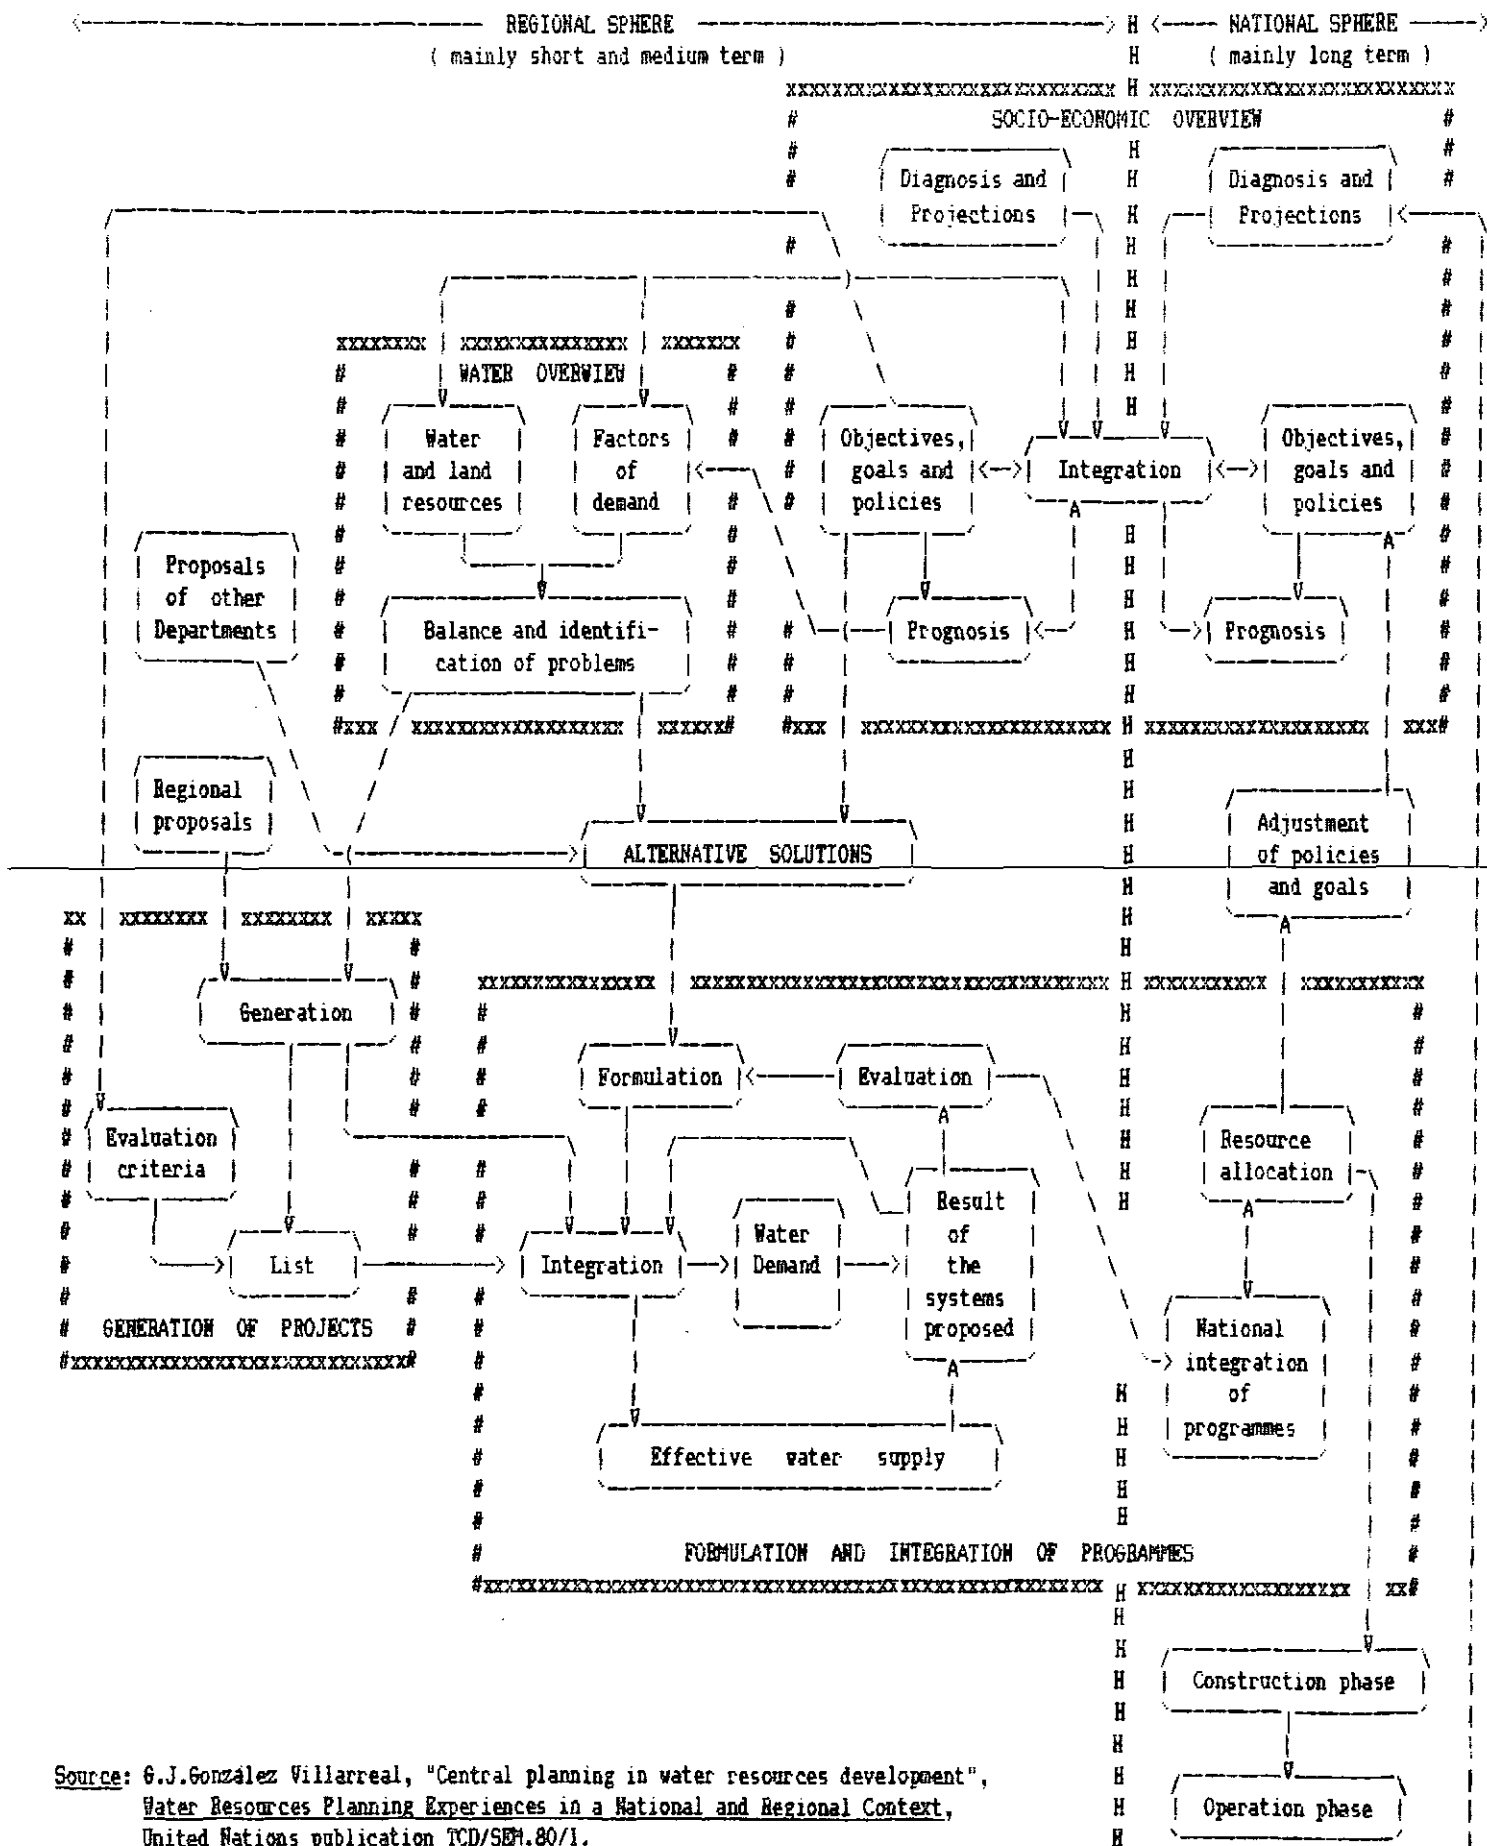 REGIONAL SPHERE
( mainly short and medium term )
NATIONAL SPHERE
( mainly long term )
SOCIO-ECONOMIC OVERVIEW
Diagnosis and
Projections
Diagnosis and
Projections
WATER OVERVIEW
Water
and land
resources
Factors
of
demand
Objectives,
goals and
policies
Integration
Objectives,
goals and
policies
Proposals
of other
Departments
Balance and identifi-
cation of problems
Prognosis
Prognosis
Regional
proposals
ALTERNATIVE SOLUTIONS
Adjustment
of policies
and goals
Generation
Formulation
Evaluation
Evaluation
criteria
Resource
allocation
List
Integration
Water
Demand
Result
of
the
systems
proposed
GENERATION OF PROJECTS
National
integration
of
programmes
Effective water supply
FORMULATION AND INTEGRATION OF PROGRAMMES
Construction phase
Operation phase
Source: G.J.González Villarreal, "Central planning in water resources development",
Water Resources Planning Experiences in a National and Regional Context,
United Nations publication TCD/SEM.80/1.